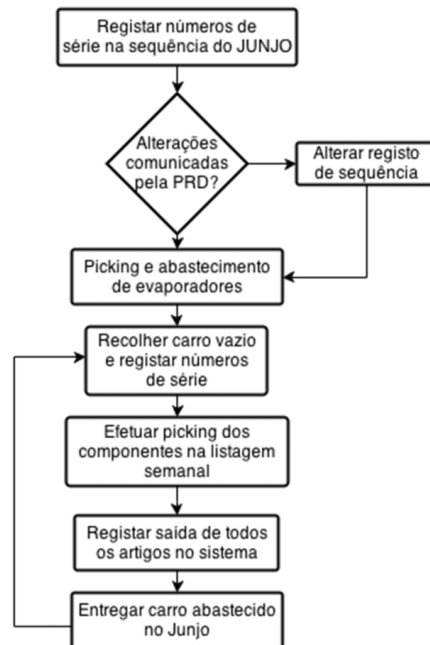 Registar números de
série na sequência do JUNJO
Alterações
comunicadas
pela PRD?
Alterar registo
de sequência
Picking e abastecimento
de evaporadores
Recolher carro vazio
e registar números
de série
Efetuar picking dos
componentes na listagem
semanal
Registar saída de todos
os artigos no sistema
Entregar carro abastecido
no Junjo